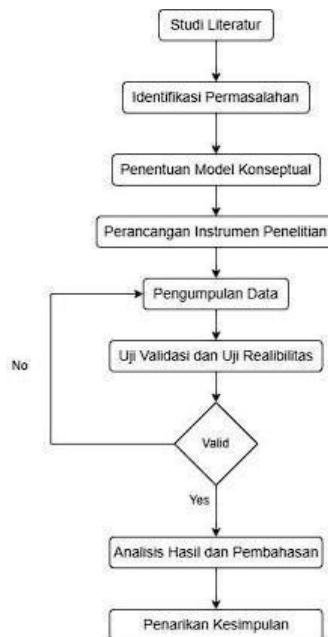 Studi Literatur
Identifikasi Permasalahan
Penentuan Model Konseptual
Perancangan Instrumen Penelitian
Pengumpulan Data
No
Uji Validasi dan Uji Realibilitas
Valid
Yes
Analisis Hasil dan Pembahasan
Penarikan Kesimpulan